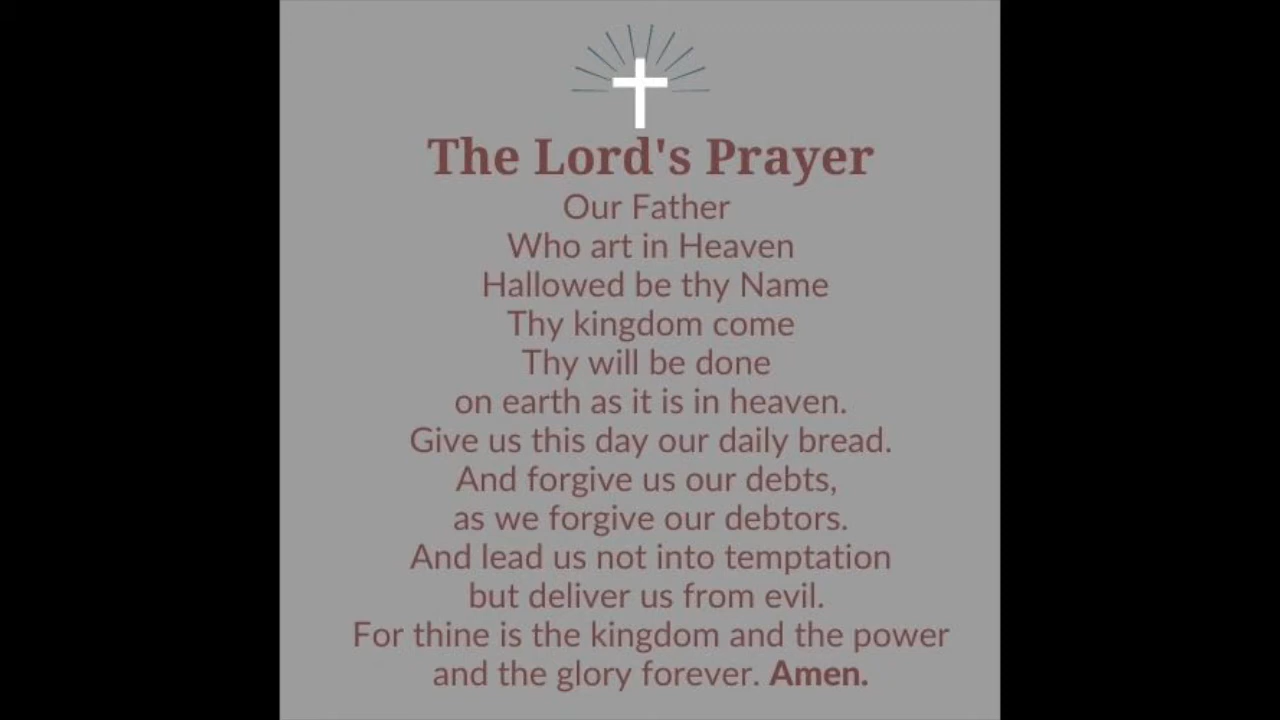 The Lord's Prayer
Our Father
Who art in Heaven
Hallowed be thy Name
Thy kingdom come
Thy will be done
on earth as it is in heaven.
Give us this day our daily bread.
And forgive us our debts,
as we forgive our debtors.
And lead us not into temptation
but deliver us from evil.
For thine is the kingdom and the power
and the glory forever. Amen.